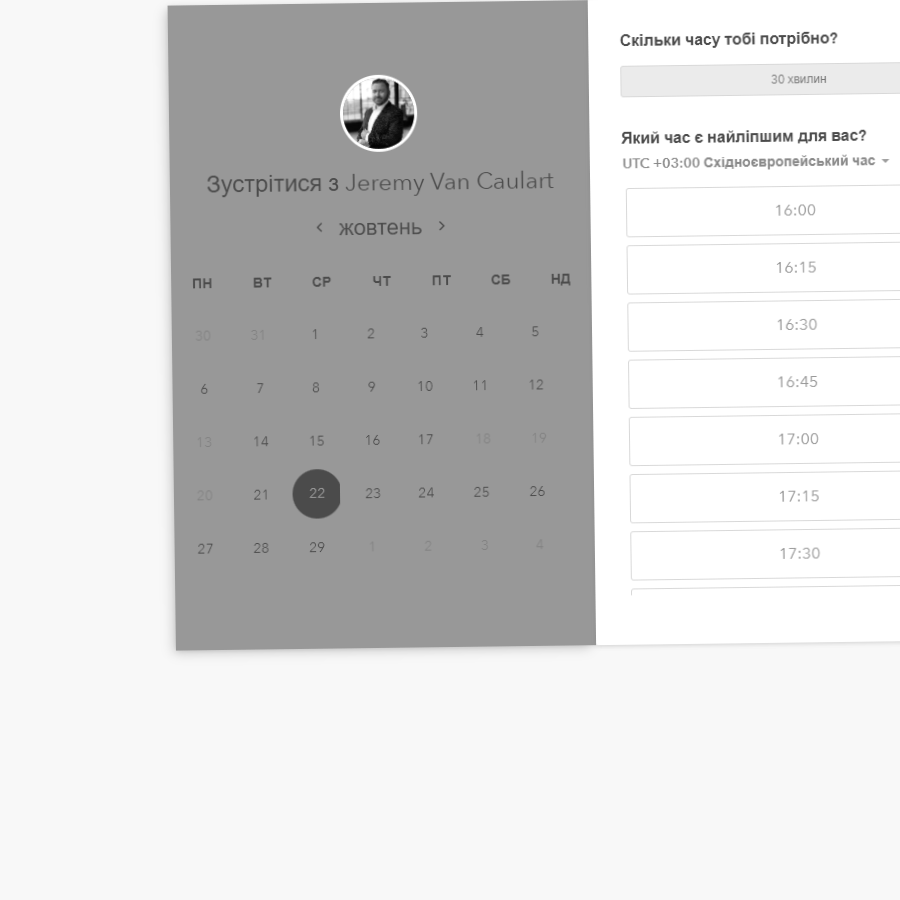 Зустрітися з Jeremy Van Caulart
жовтень
ПН ВТ СР ЧТ ПТ СБ НД
30 31 1 2 3 4 5
6 7 8 9 10 11 12
13 14 15 16 17 18 19
20 21 22 23 24 25 26
27 28 29 1 2 3 4
Скільки часу тобі потрібно?
30 хвилин
Який час є найліпшим для вас?
UTC +03:00 Східноєвропейський час
16:00
16:15
16:30
16:45
17:00
17:15
17:30